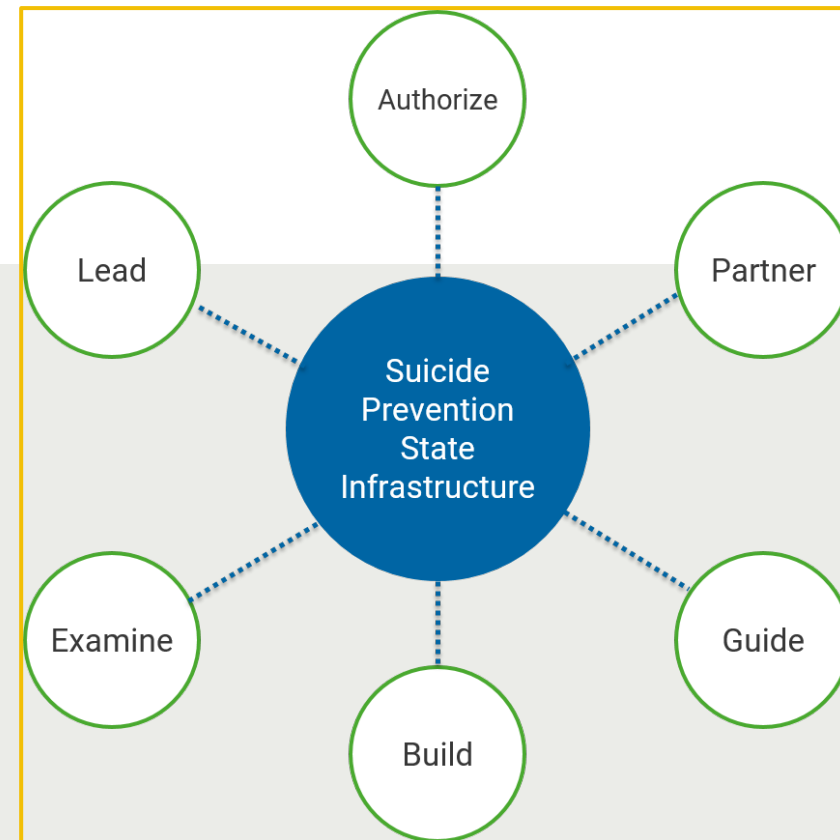 Authorize
Lead
Partner
Suicide
Prevention
State
Infrastructure
Examine
Guide
Build